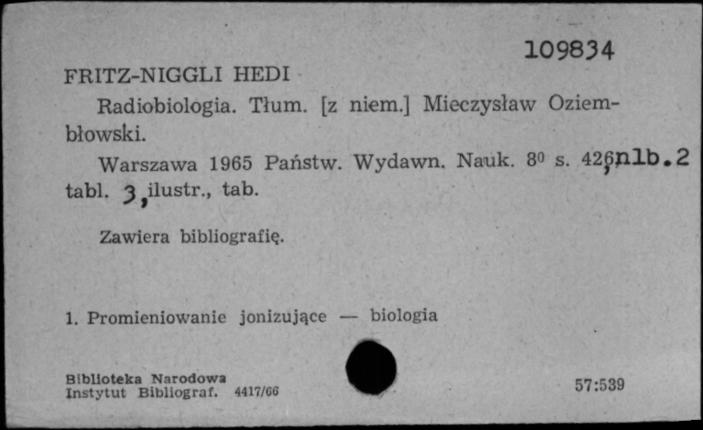 109834
FRITZ-NIGGLI HEDI
Radiobiologia. Tłum. [z niem.] Mieczysław Oziem-
błowski.
Warszawa 1965 Państw. Wydawn. Nauk. 8⁰ s. 426, nlb. 2
tabl. 3, ilustr., tab.
Zawiera bibliografię.
1. Promieniowanie jonizujące — biologia
Biblioteka Narodowa
Instytut Bibliograf. 4417/66
57:539